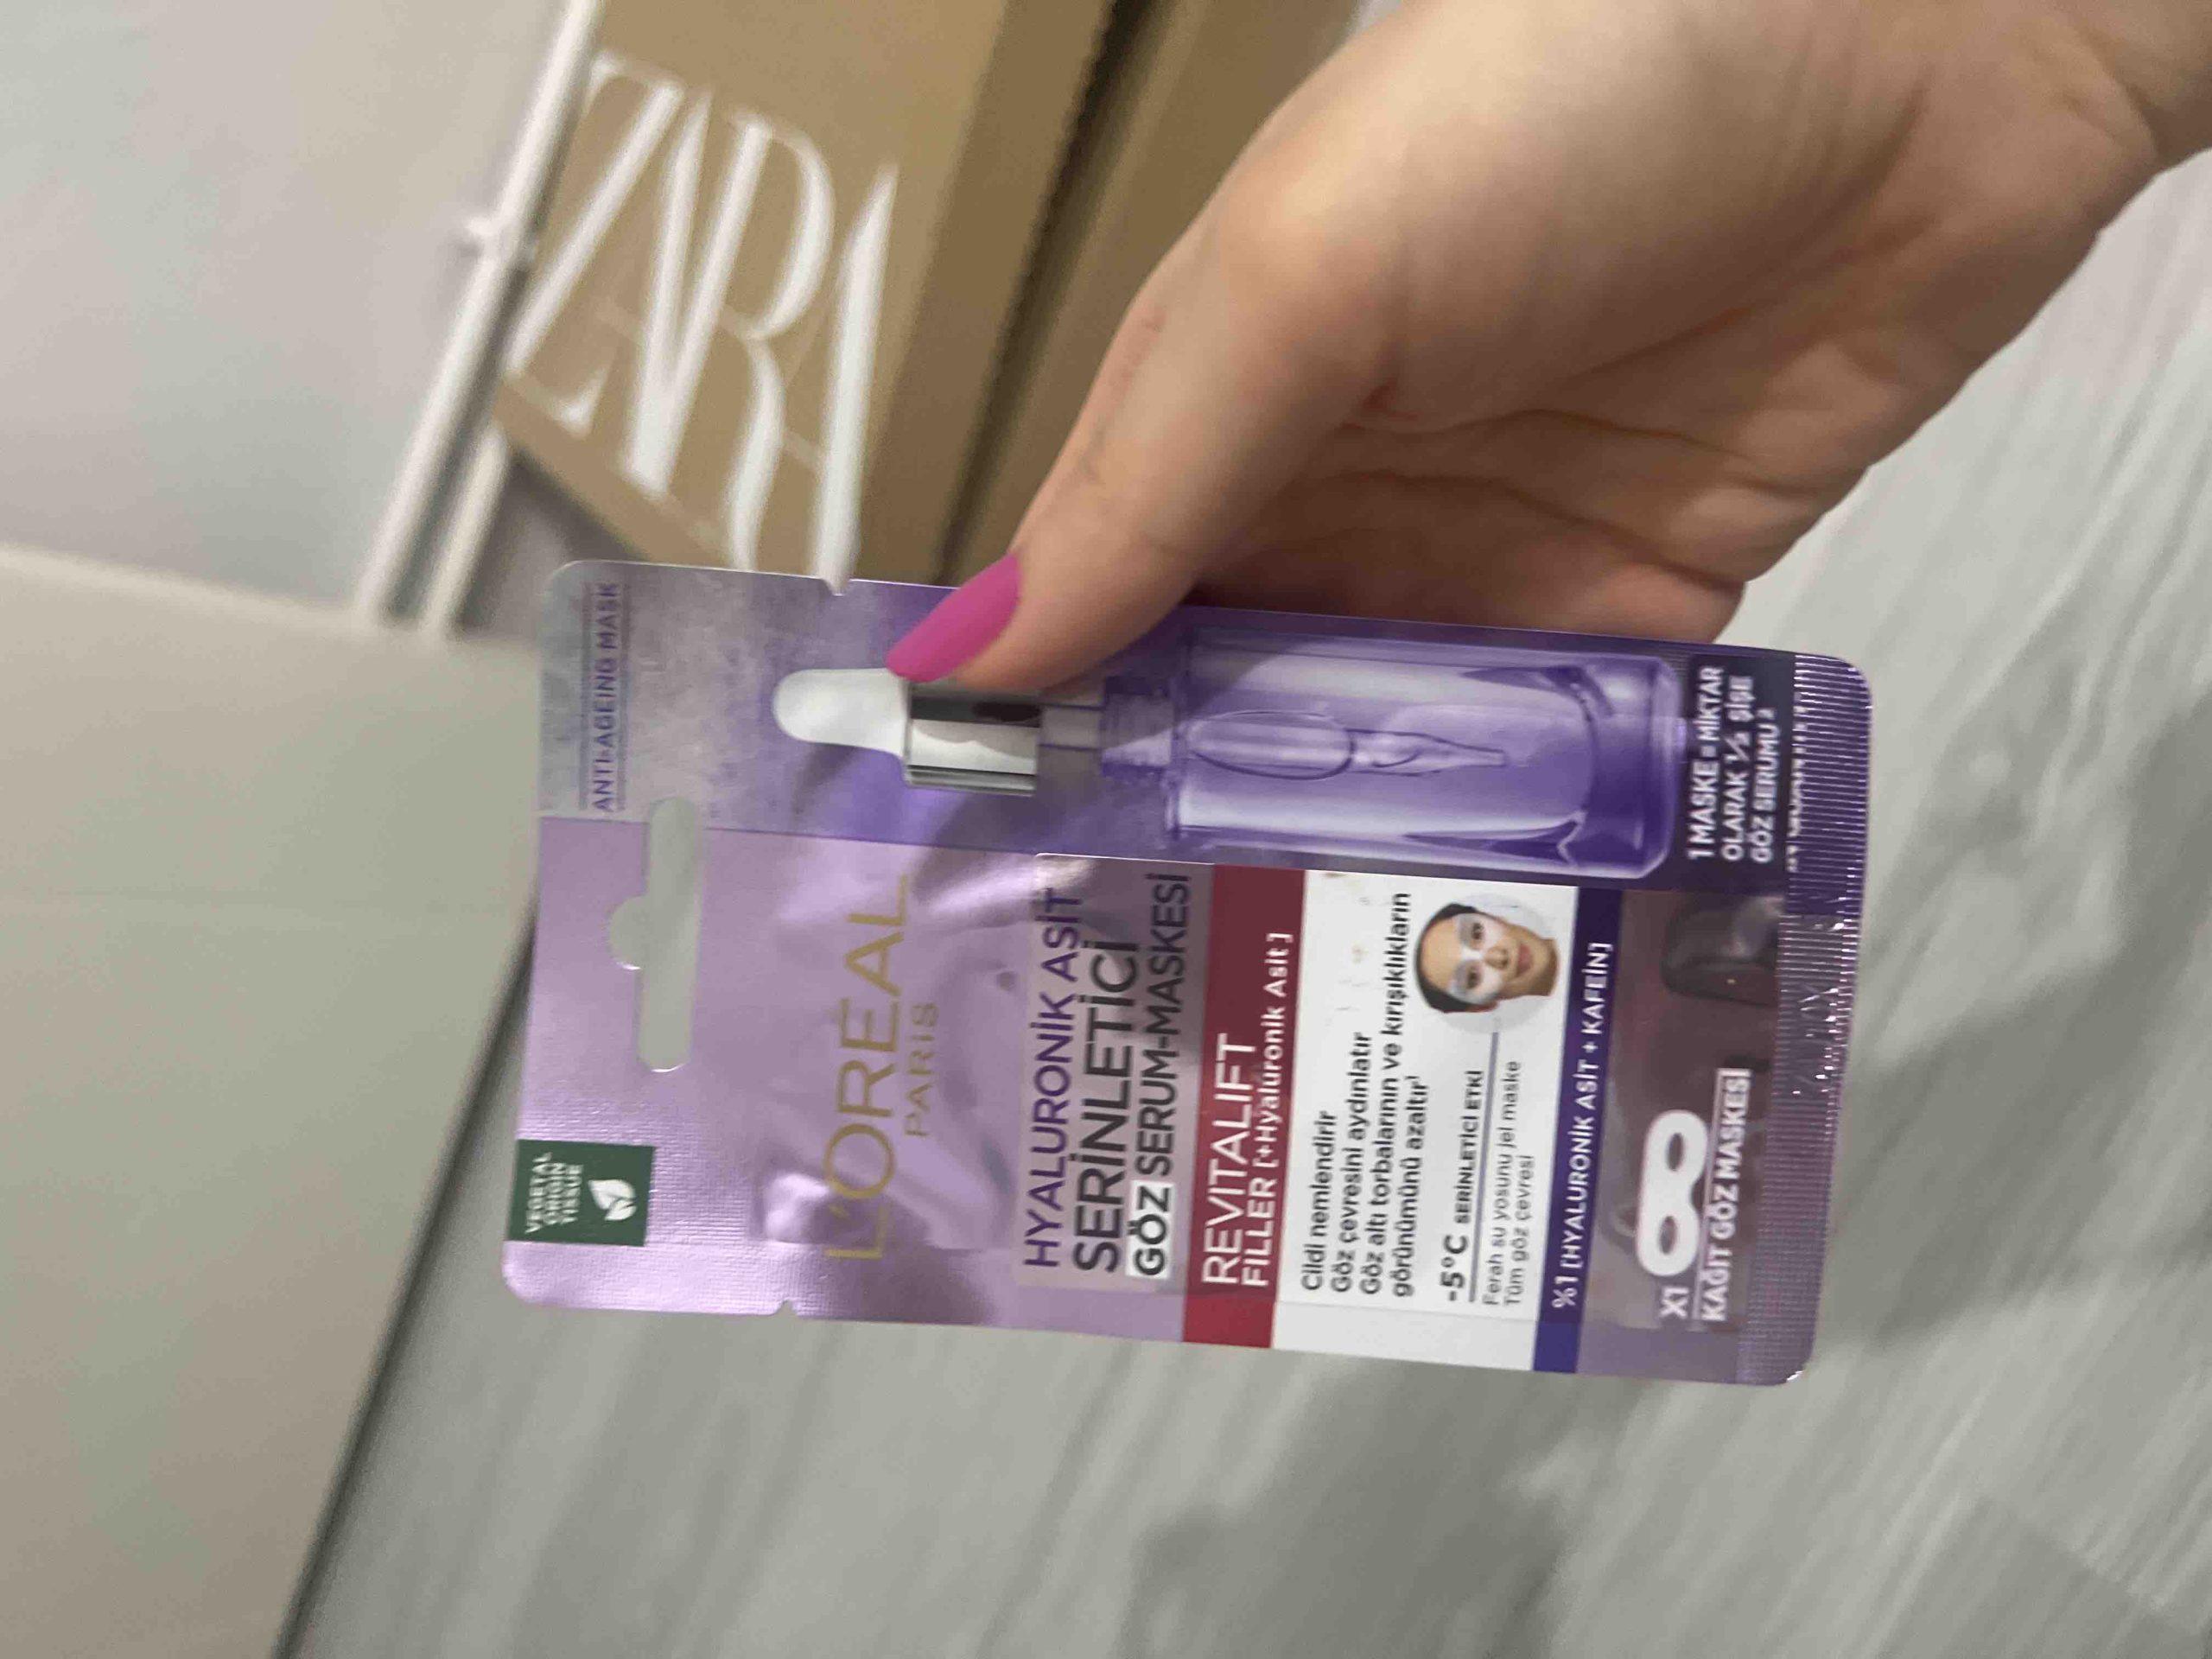 ZARA
ANTI-AGEING MASK
VEGETAL
ORIGIN
TISSUE
L'ORÉAL
PARIS
HYALURONİK ASİT
SERİNLETİCİ
GÖZ SERUM-MASKESİ
REVITALIFT
FILLER [+Hyaluronik Asit]
Cildi nemlendirir
Göz çevresini aydınlatır
Göz altı torbalarının ve kırışıklıkların
görünümünü azaltır¹
-5°C SERİNLETİCİ ETKİ
Ferah su yosunu jel maske
Tüm göz çevresi
%1 [HYALURONİK ASİT + KAFEİN]
X1
KAĞIT GÖZ MASKESİ
1 MASKE = MİKTAR
OLARAK ½ ŞİŞE
GÖZ SERUMU ²